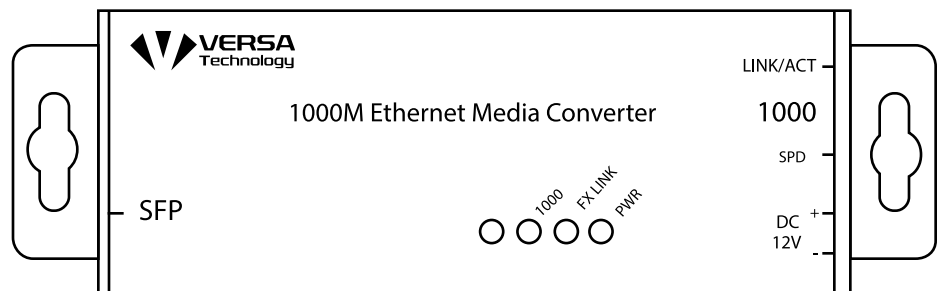 VERSA
Technology
LINK/ACT
1000M Ethernet Media Converter
1000
SPD
SFP
1000
FX LINK
PWR
DC +
12V
-